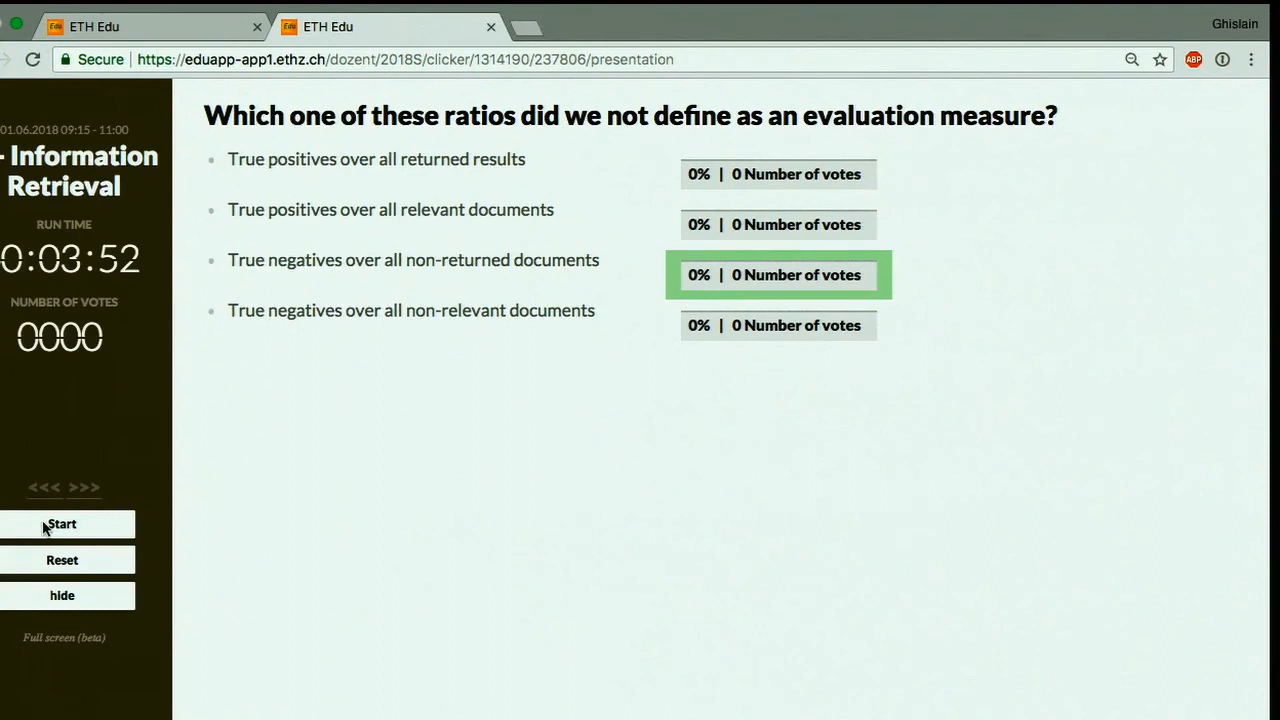 ETH Edu
ETH Edu
Ghislain
Secure
https://eduapp-app1.ethz.ch/dozent/2018S/clicker/1314190/237806/presentation
ABP
01.06.2018 09:15 - 11:00
- Information
Retrieval
RUN TIME
0:03:52
NUMBER OF VOTES
0000
<<< >>>
Start
Reset
hide
Full screen (beta)
Which one of these ratios did we not define as an evaluation measure?
True positives over all returned results
0% | 0 Number of votes
True positives over all relevant documents
0% | 0 Number of votes
True negatives over all non-returned documents
0% | 0 Number of votes
True negatives over all non-relevant documents
0% | 0 Number of votes